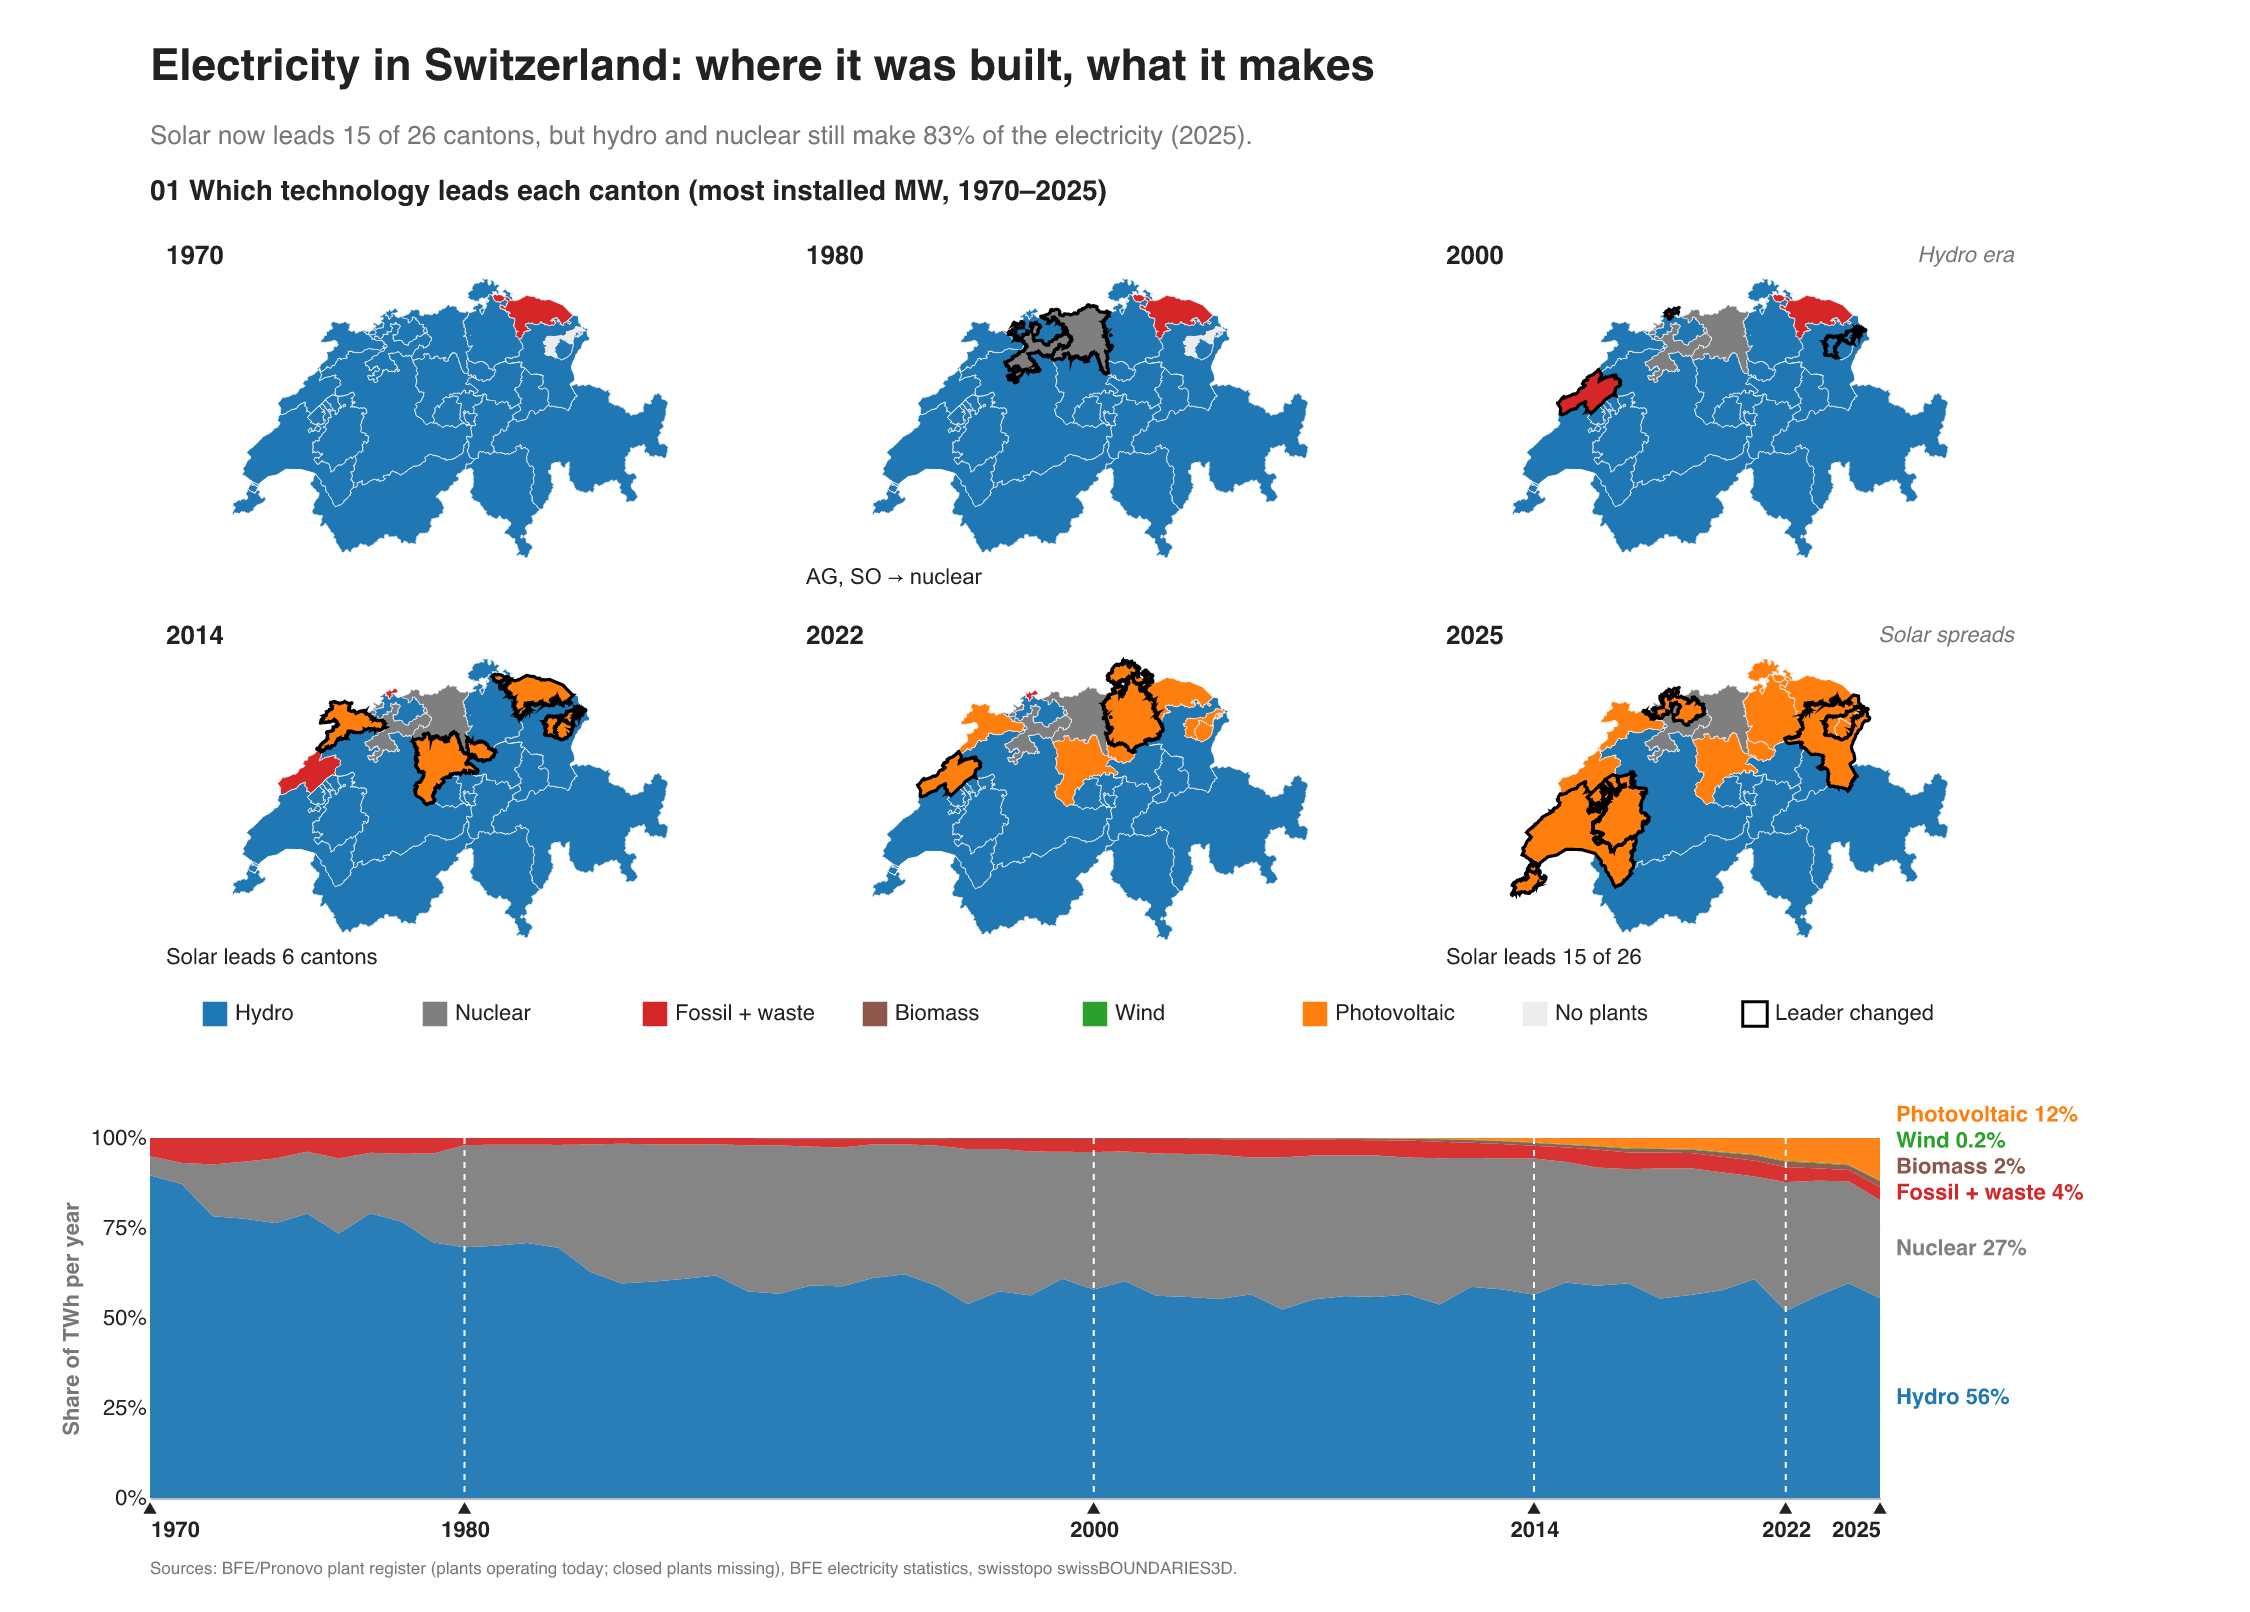 Electricity in Switzerland: where it was built, what it makes
Solar now leads 15 of 26 cantons, but hydro and nuclear still make 83% of the electricity (2025).
01 Which technology leads each canton (most installed MW, 1970–2025)
1970
1980
2000
Hydro era
AG, SO → nuclear
2014
2022
2025
Solar spreads
Solar leads 6 cantons
Solar leads 15 of 26
Hydro
Nuclear
Fossil + waste
Biomass
Wind
Photovoltaic
No plants
Leader changed
Share of TWh per year
100%
75%
50%
25%
0%
Photovoltaic 12%
Wind 0.2%
Biomass 2%
Fossil + waste 4%
Nuclear 27%
Hydro 56%
1970
1980
2000
2014
2022
2025
Sources: BFE/Pronovo plant register (plants operating today; closed plants missing), BFE electricity statistics, swisstopo swissBOUNDARIES3D.